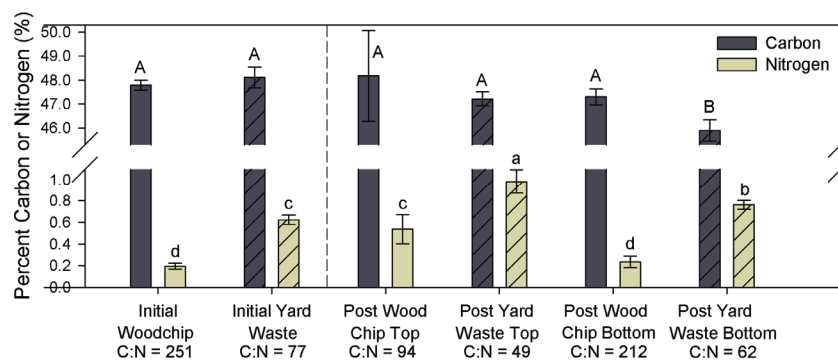 Percent Carbon or Nitrogen (%)
50.0
49.0
48.0
47.0
46.0
1.0
0.8
0.6
0.4
0.2
0.0
Carbon
Nitrogen
A
A
A
A
A
B
d
c
c
a
d
b
Initial
Woodchip
C:N = 251
Initial Yard
Waste
C:N = 77
Post Wood
Chip Top
C:N = 94
Post Yard
Waste Top
C:N = 49
Post Wood
Chip Bottom
C:N = 212
Post Yard
Waste Bottom
C:N = 62